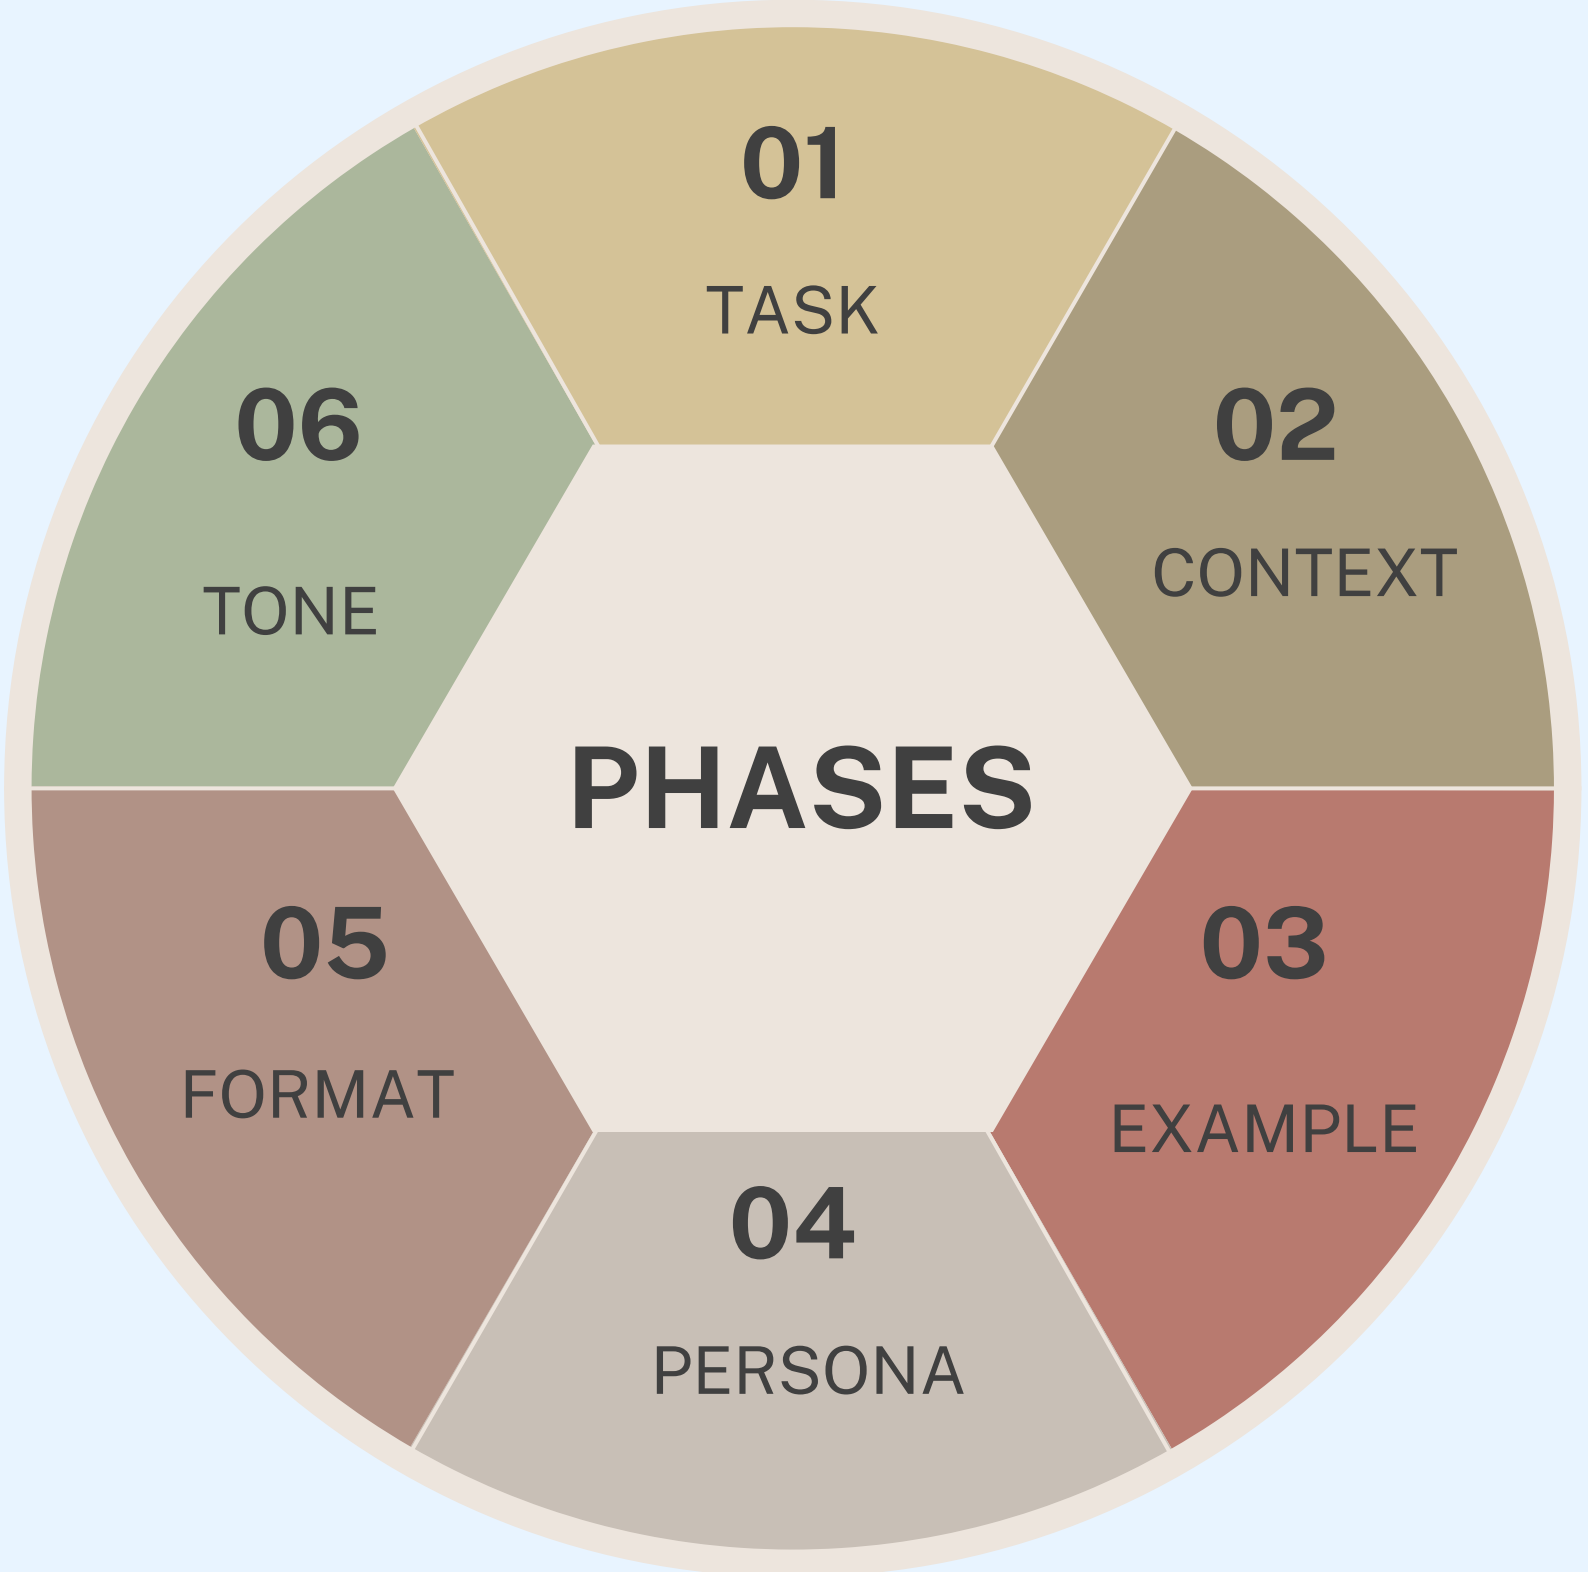 01
TASK
02
CONTEXT
03
EXAMPLE
04
PERSONA
05
FORMAT
06
TONE
PHASES